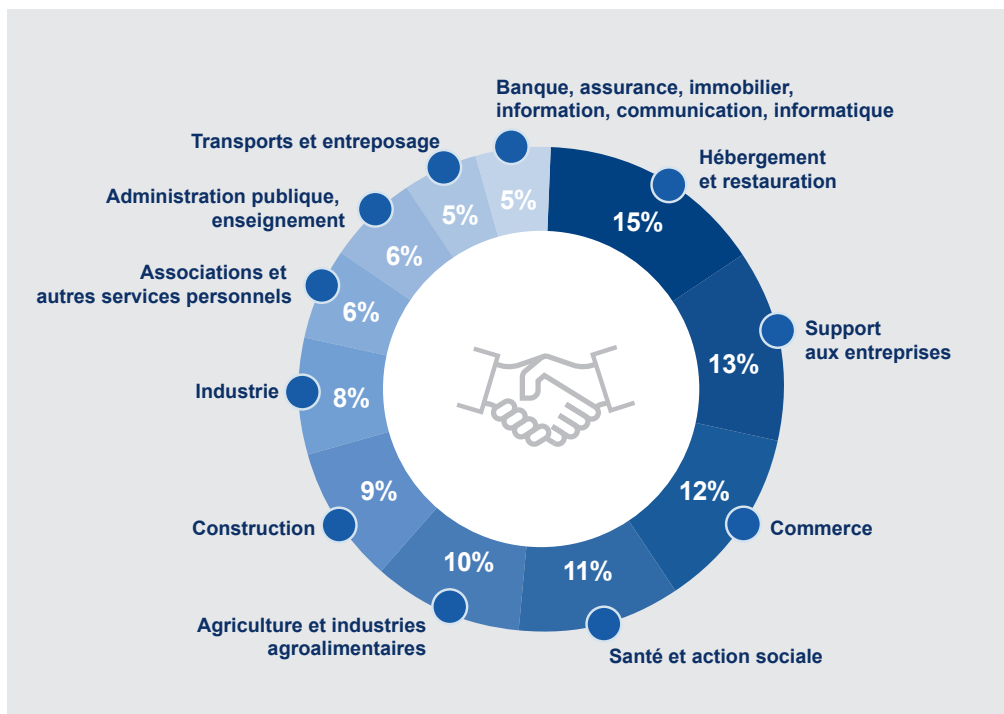 Banque, assurance, immobilier,
information, communication, informatique
5%
Hébergement
et restauration
15%
Support
aux entreprises
13%
Commerce
12%
Santé et action sociale
11%
Agriculture et industries
agroalimentaires
10%
Construction
9%
Industrie
8%
Associations et
autres services personnels
6%
Administration publique,
enseignement
6%
Transports et entreposage
5%